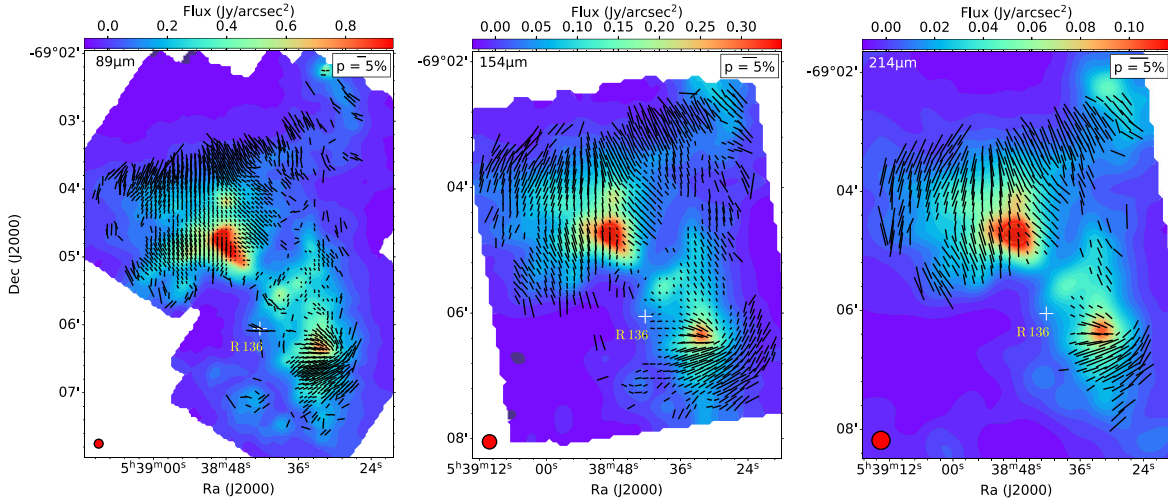 Flux (Jy/arcsec²)
0.0 0.2 0.4 0.6 0.8
89μm
p = 5%
-69°02'
03'
04'
05'
06'
07'
Dec (J2000)
R 136
5ʰ39ᵐ00ˢ 38ᵐ48ˢ 36ˢ 24ˢ
Ra (J2000)
Flux (Jy/arcsec²)
0.00 0.05 0.10 0.15 0.20 0.25 0.30
154μm
p = 5%
-69°02'
04'
06'
08'
R 136
5ʰ39ᵐ12ˢ 00ˢ 38ᵐ48ˢ 36ˢ 24ˢ
Ra (J2000)
Flux (Jy/arcsec²)
0.00 0.02 0.04 0.06 0.08 0.10
214μm
p = 5%
-69°02'
04'
06'
08'
R 136
5ʰ39ᵐ12ˢ 00ˢ 38ᵐ48ˢ 36ˢ 24ˢ
Ra (J2000)